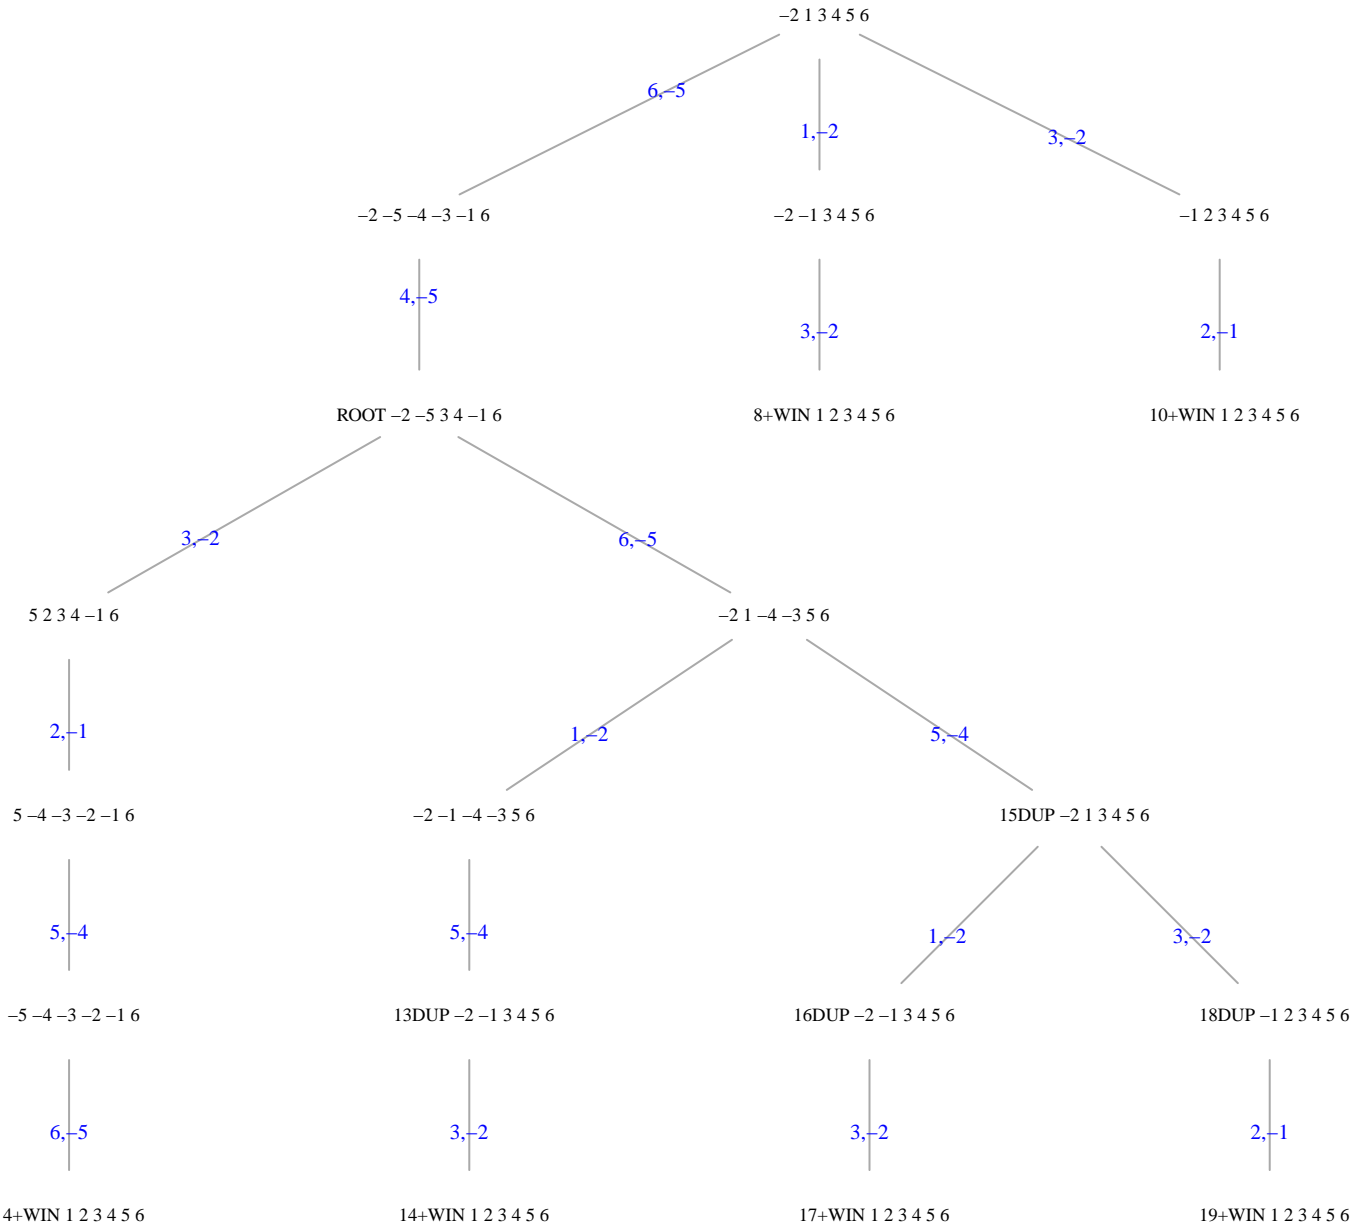 −2 1 3 4 5 6
6,−5
1,−2
3,−2
−2 −5 −4 −3 −1 6
−2 −1 3 4 5 6
−1 2 3 4 5 6
4,−5
3,−2
2,−1
ROOT −2 −5 3 4 −1 6
8+WIN 1 2 3 4 5 6
10+WIN 1 2 3 4 5 6
3,−2
6,−5
5 2 3 4 −1 6
−2 1 −4 −3 5 6
2,−1
1,−2
5,−4
5 −4 −3 −2 −1 6
−2 −1 −4 −3 5 6
15DUP −2 1 3 4 5 6
5,−4
5,−4
1,−2
3,−2
−5 −4 −3 −2 −1 6
13DUP −2 −1 3 4 5 6
16DUP −2 −1 3 4 5 6
18DUP −1 2 3 4 5 6
6,−5
3,−2
3,−2
2,−1
4+WIN 1 2 3 4 5 6
14+WIN 1 2 3 4 5 6
17+WIN 1 2 3 4 5 6
19+WIN 1 2 3 4 5 6